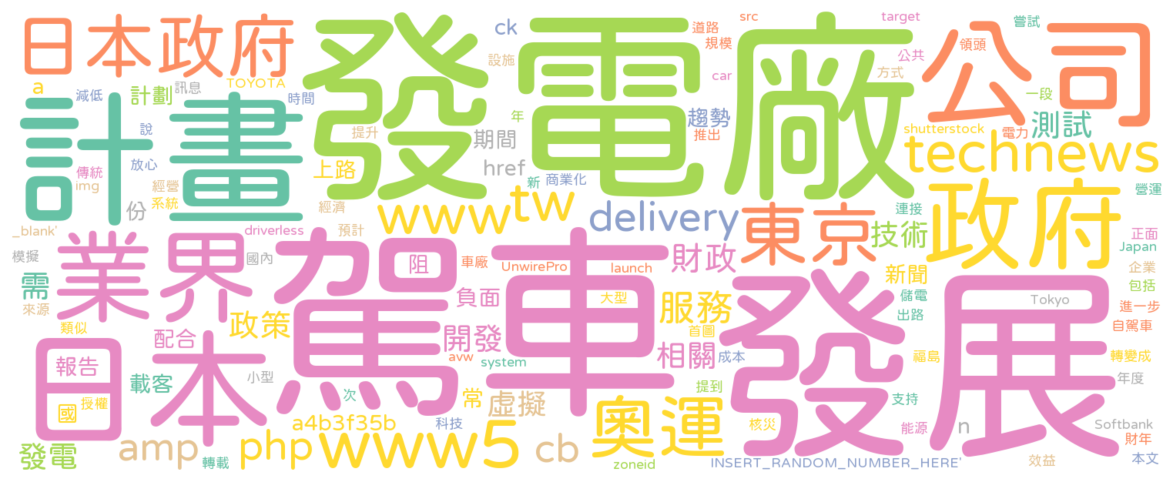 日本政府
發電廠
公司
ck
道路
規模
src
target
嘗試
領頭
設施
公共
方式
car
a
減低
計劃
訊息
TOYOTA
時間
計畫
說
放心
傳統
img
經營
系統
提升
上路
期間
href
年
趨勢
推出
shutterstock
電力
一段
測試
technews
新
商業化
經濟
www
tw
delivery
東京
連接
技術
政府
營運
份
_blank'
driverless
預計
模擬
業界
國內
需
來源
阻
車廠
UnwirePro
launch
財政
正面
Japan
企業
包括
新聞
儲電
出路
駕車
負面
大型
服務
發展
Tokyo
進一步
自駕車
類似
政策
配合
首圖
開發
avw
system
相關
成本
福島
轉變成
日本
報告
載客
小型
提到
年度
國
授權
次
常
虛擬
奧運
支持
a4b3f35b
科技
核災
能源
n
Softbank
財年
發電
amp
轉載
php
www5
cb
zoneid
INSERT_RANDOM_NUMBER_HERE'
效益
本文